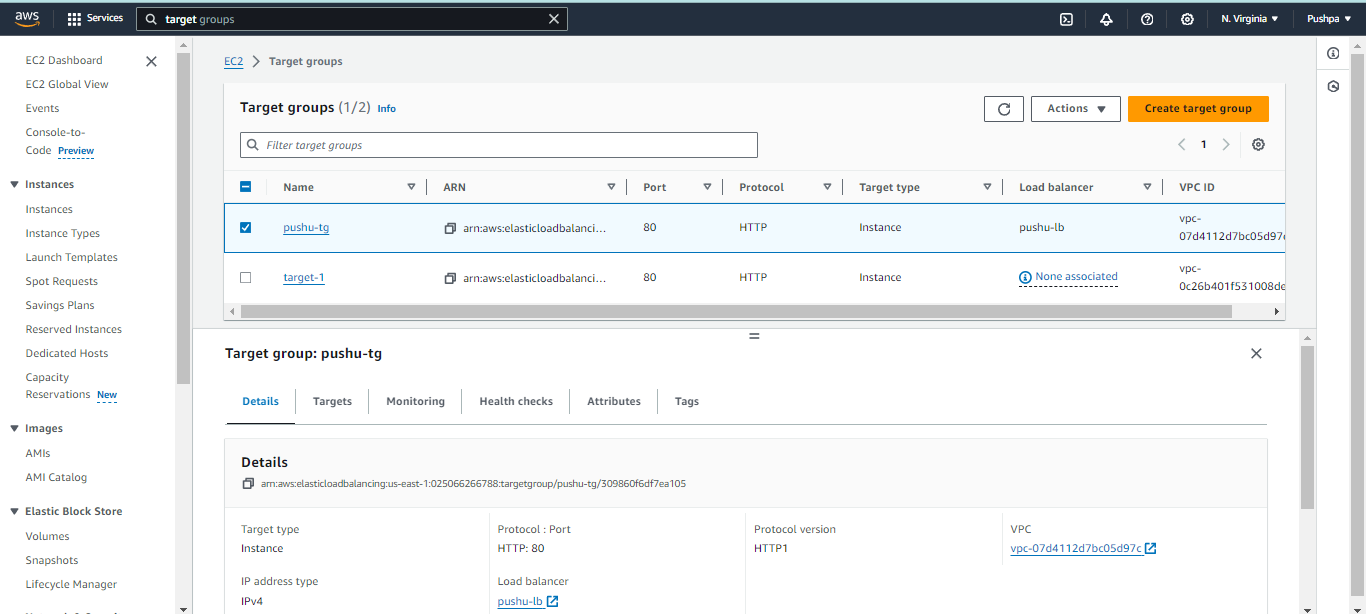 aws
Services
target groups
N. Virginia
Pushpa
EC2 Dashboard
EC2 Global View
Events
Console-to-
Code Preview
Instances
Instances
Instance Types
Launch Templates
Spot Requests
Savings Plans
Reserved Instances
Dedicated Hosts
Capacity
Reservations New
Images
AMIs
AMI Catalog
Elastic Block Store
Volumes
Snapshots
Lifecycle Manager
EC2 > Target groups
Target groups (1/2) Info
Actions
Create target group
Filter target groups
1
Name ARN Port Protocol Target type Load balancer VPC ID
pushu-tg arn:aws:elasticloadbalanci... 80 HTTP Instance pushu-lb vpc-
07d4112d7bc05d97c
target-1 arn:aws:elasticloadbalanci... 80 HTTP Instance None associated vpc-
0c26b401f531008de
Target group: pushu-tg
Details Targets Monitoring Health checks Attributes Tags
Details
arn:aws:elasticloadbalancing:us-east-1:025066266788:targetgroup/pushu-tg/309860f6df7ea105
Target type Protocol : Port Protocol version VPC
Instance HTTP: 80 HTTP1 vpc-07d4112d7bc05d97c
IP address type Load balancer
IPv4 pushu-lb